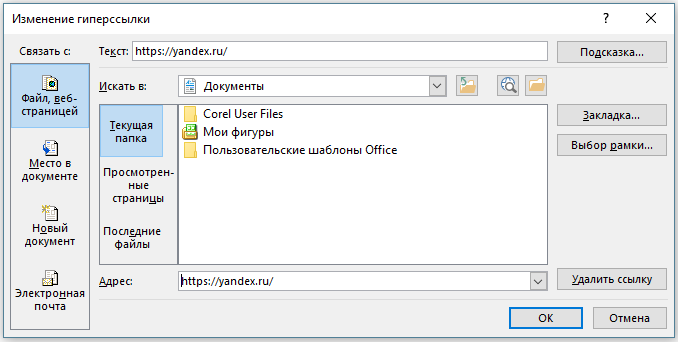 Изменение гиперссылки
Связать с:
Текст:
https://yandex.ru/
Подсказка...
Файл, веб-
страницей
Место в
документе
Новый
документ
Электронная
почта
Искать в:
Документы
Текущая
папка
Просмотрен-
ные
страницы
Последние
файлы
Corel User Files
Мои фигуры
Пользовательские шаблоны Office
Закладка...
Выбор рамки...
Адрес:
https://yandex.ru/
Удалить ссылку
ОК
Отмена